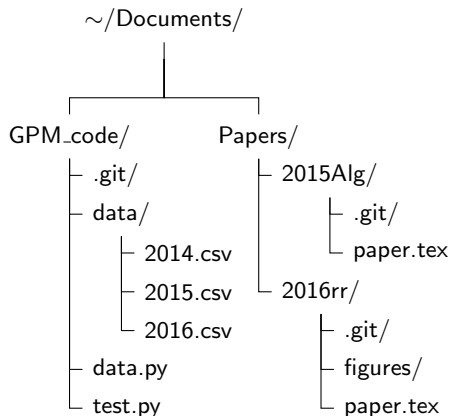 ~/Documents/
GPM_code/
.git/
data/
2014.csv
2015.csv
2016.csv
data.py
test.py
Papers/
2015Alg/
.git/
paper.tex
2016rr/
.git/
figures/
paper.tex